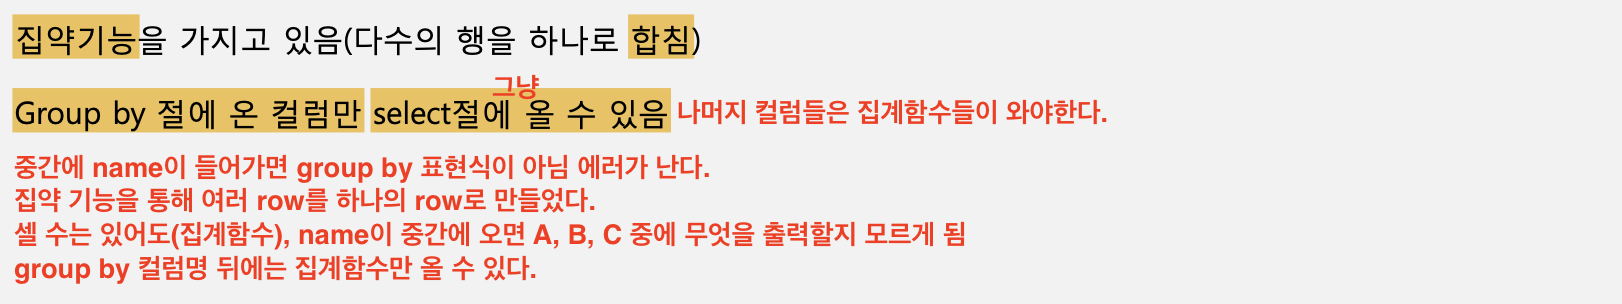 집약기능을 가지고 있음(다수의 행을 하나로 합침)
그냥
Group by 절에 온 컬럼만 select절에 올 수 있음 나머지 컬럼들은 집계함수들이 와야한다.
중간에 name이 들어가면 group by 표현식이 아님 에러가 난다.
집약 기능을 통해 여러 row를 하나의 row로 만들었다.
셀 수는 있어도(집계함수), name이 중간에 오면 A, B, C 중에 무엇을 출력할지 모르게 됨
group by 컬럼명 뒤에는 집계함수만 올 수 있다.